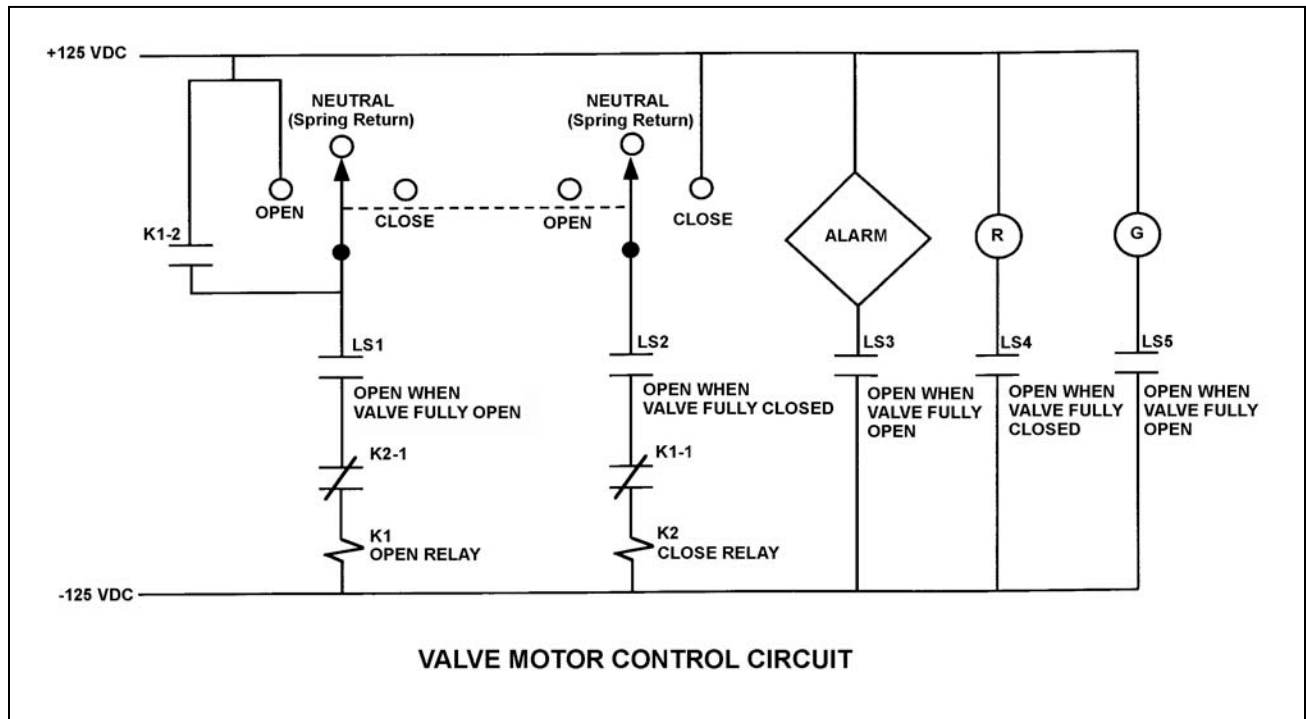 +125 VDC
NEUTRAL
(Spring Return)
NEUTRAL
(Spring Return)
OPEN
CLOSE
OPEN
CLOSE
K1-2
ALARM
R
G
LS1
OPEN WHEN
VALVE FULLY OPEN
LS2
OPEN WHEN
VALVE FULLY CLOSED
LS3
OPEN WHEN
VALVE FULLY
OPEN
LS4
OPEN WHEN
VALVE FULLY
CLOSED
LS5
OPEN WHEN
VALVE FULLY
OPEN
K2-1
K1-1
K1
OPEN RELAY
K2
CLOSE RELAY
-125 VDC
VALVE MOTOR CONTROL CIRCUIT